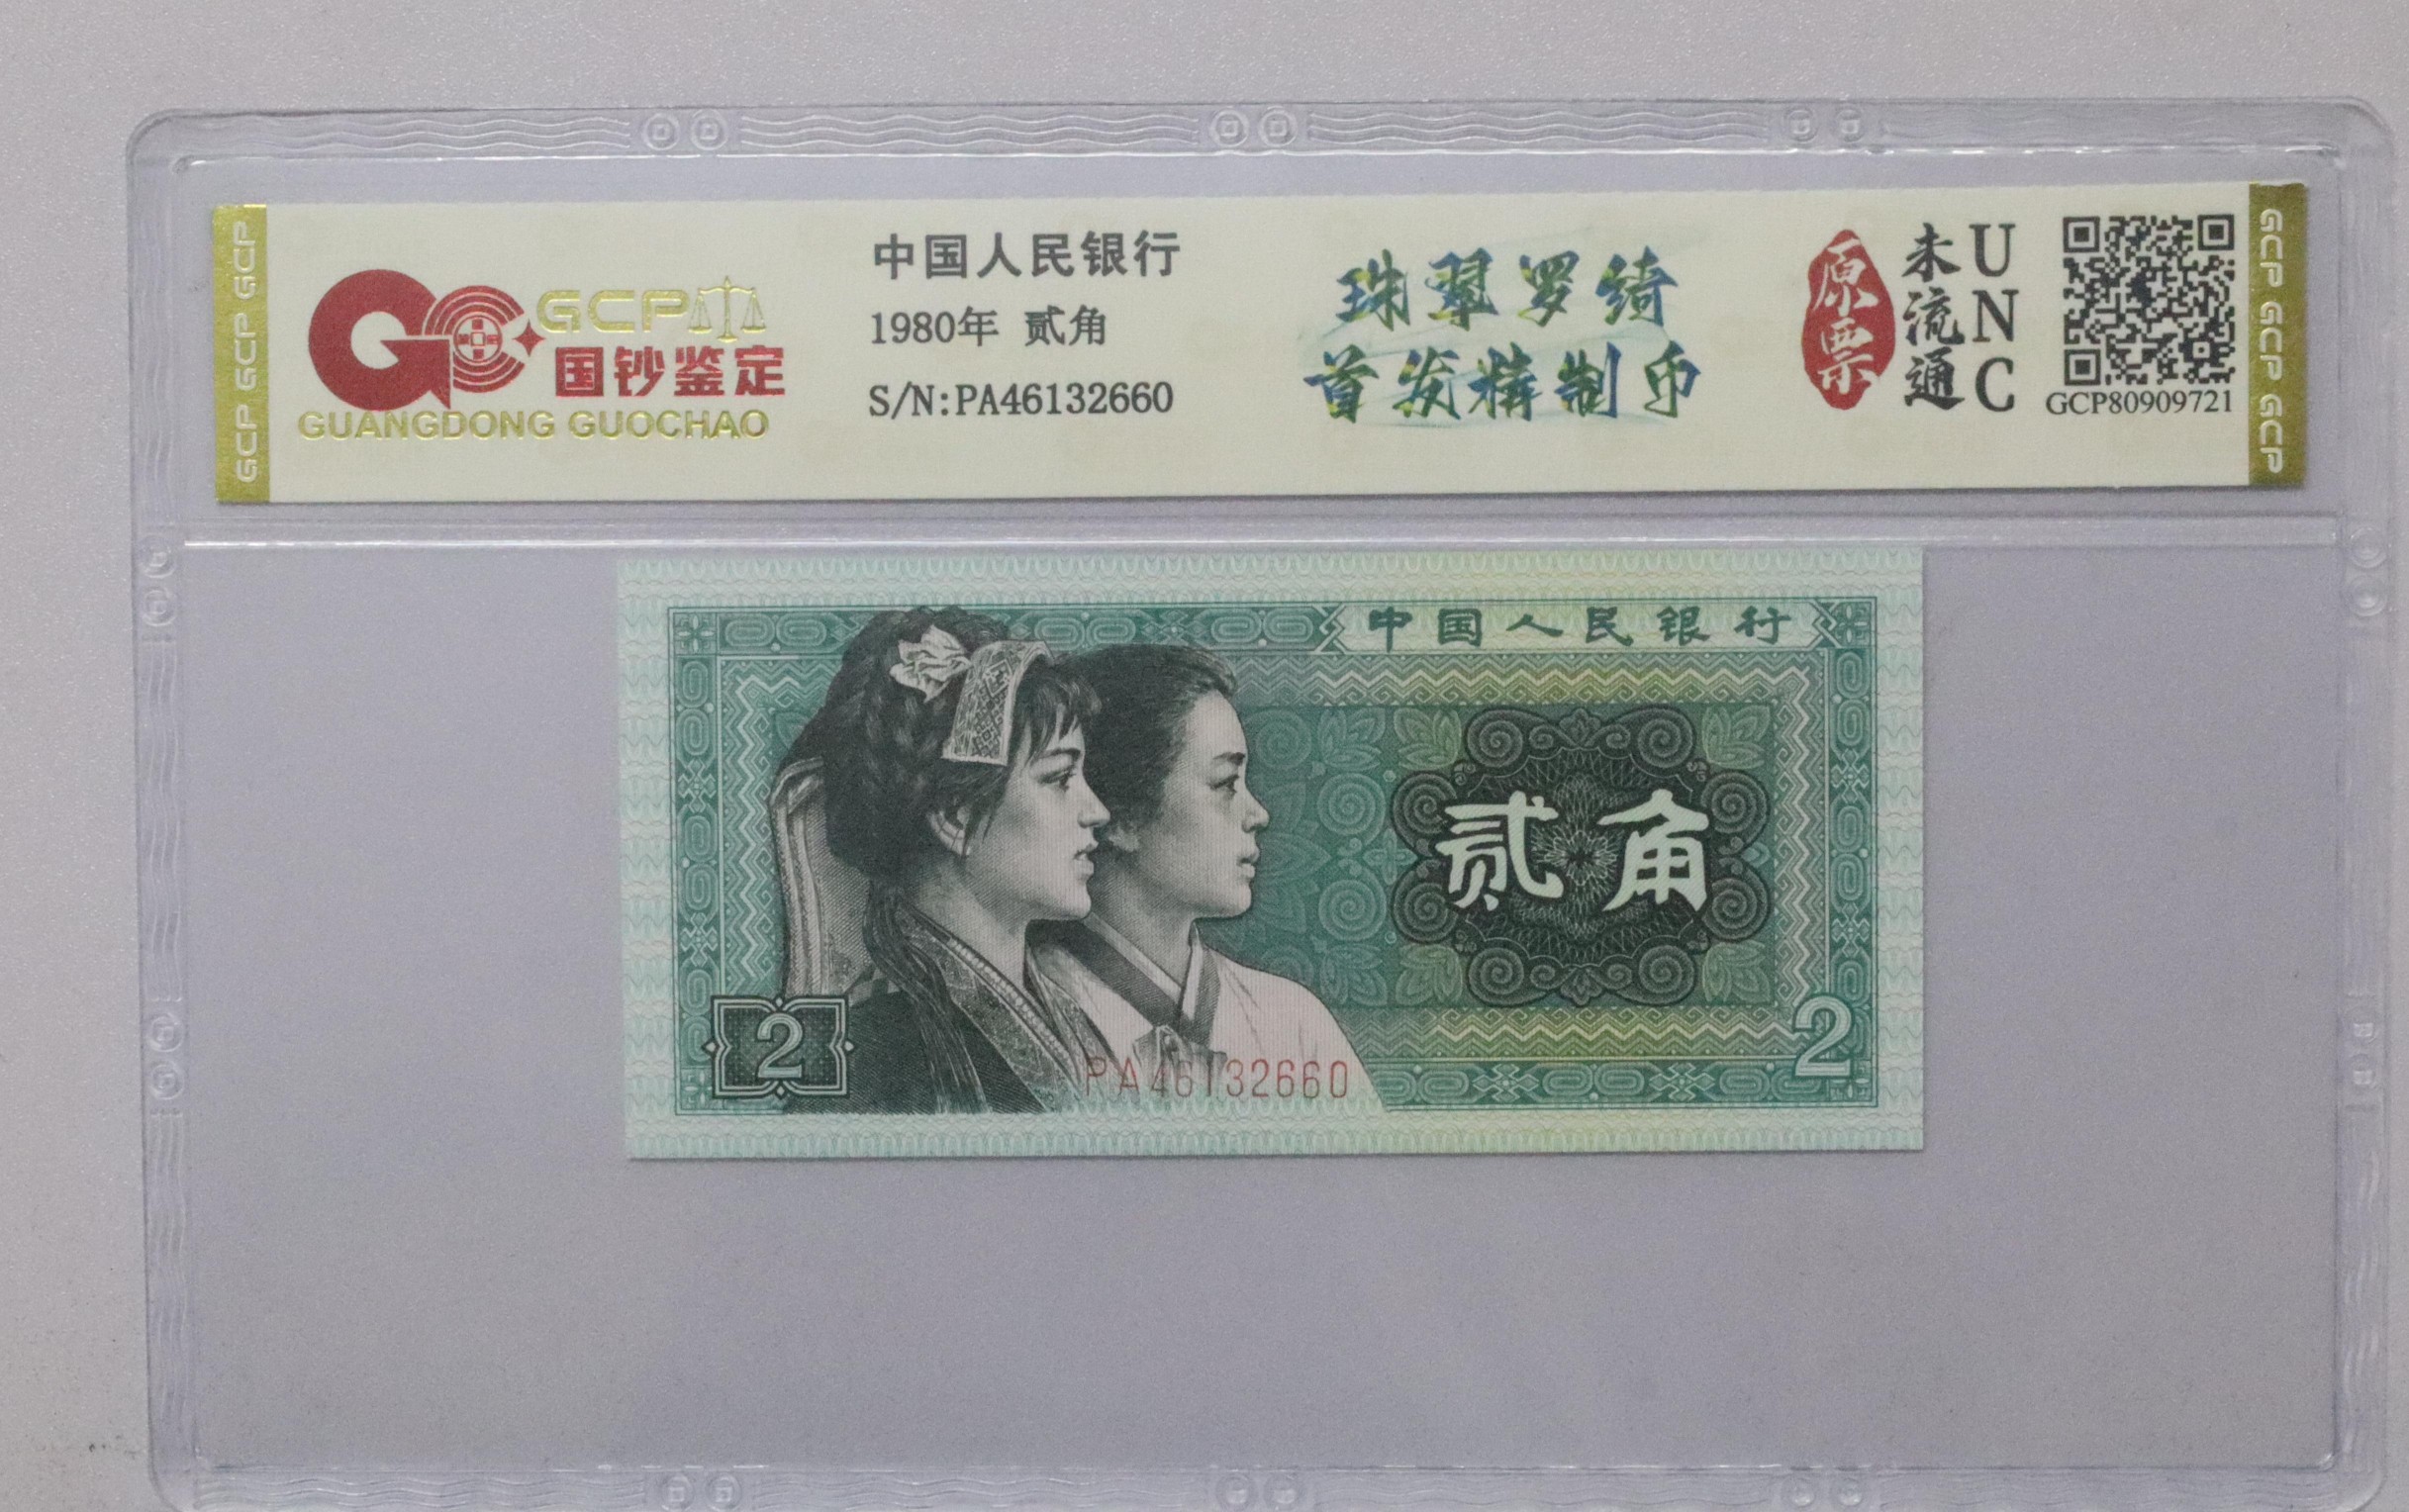 GCP GCP GCP
GCP
国钞鉴定
GUANGDONG GUOCHAO
中国人民银行
1980年 贰角
S/N:PA46132660
珠翠罗绮
首发精制币
原票
未流通
UNC
GCP80909721
GCP GCP GCP
中国人民银行
贰角
2
PA46132660
2